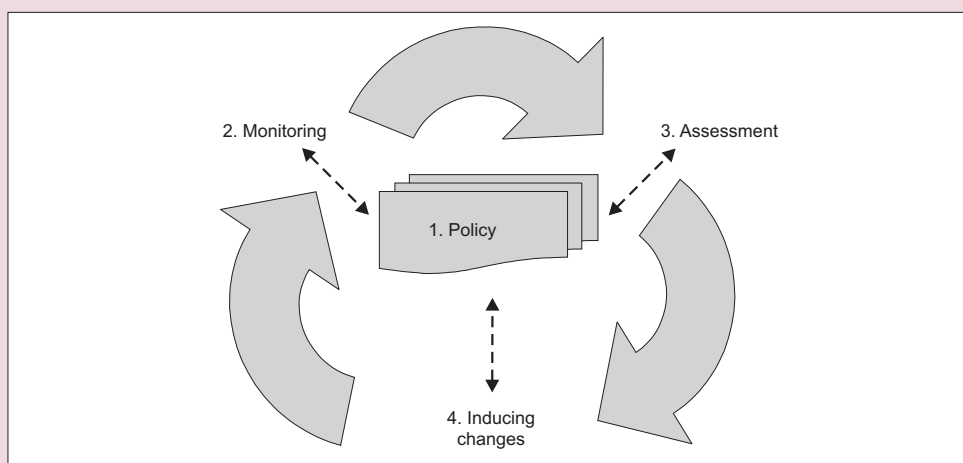 2. Monitoring
3. Assessment
1. Policy
4. Inducing
changes